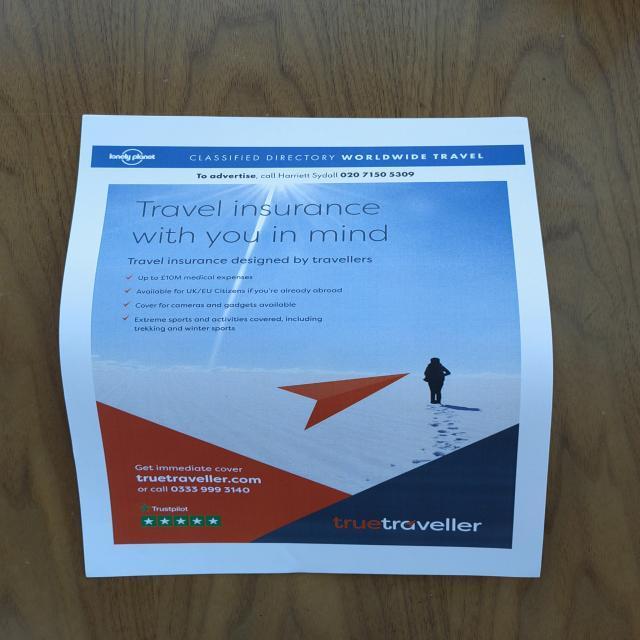 lonely planet
CLASSIFIED DIRECTORY WORLDWIDE TRAVEL
To advertise, call Harriett Sydoll 020 7150 5309
Travel insurance
with you in mind
Travel insurance designed by travellers
Up to £10M medical expenses
Available for UK/EU Citizens if you're already abroad
Cover for cameras and gadgets available
Extreme sports and activities covered, including
trekking and winter sports
Get immediate cover
truetraveller.com
or call 0333 999 3140
Trustpilot
truetraveller